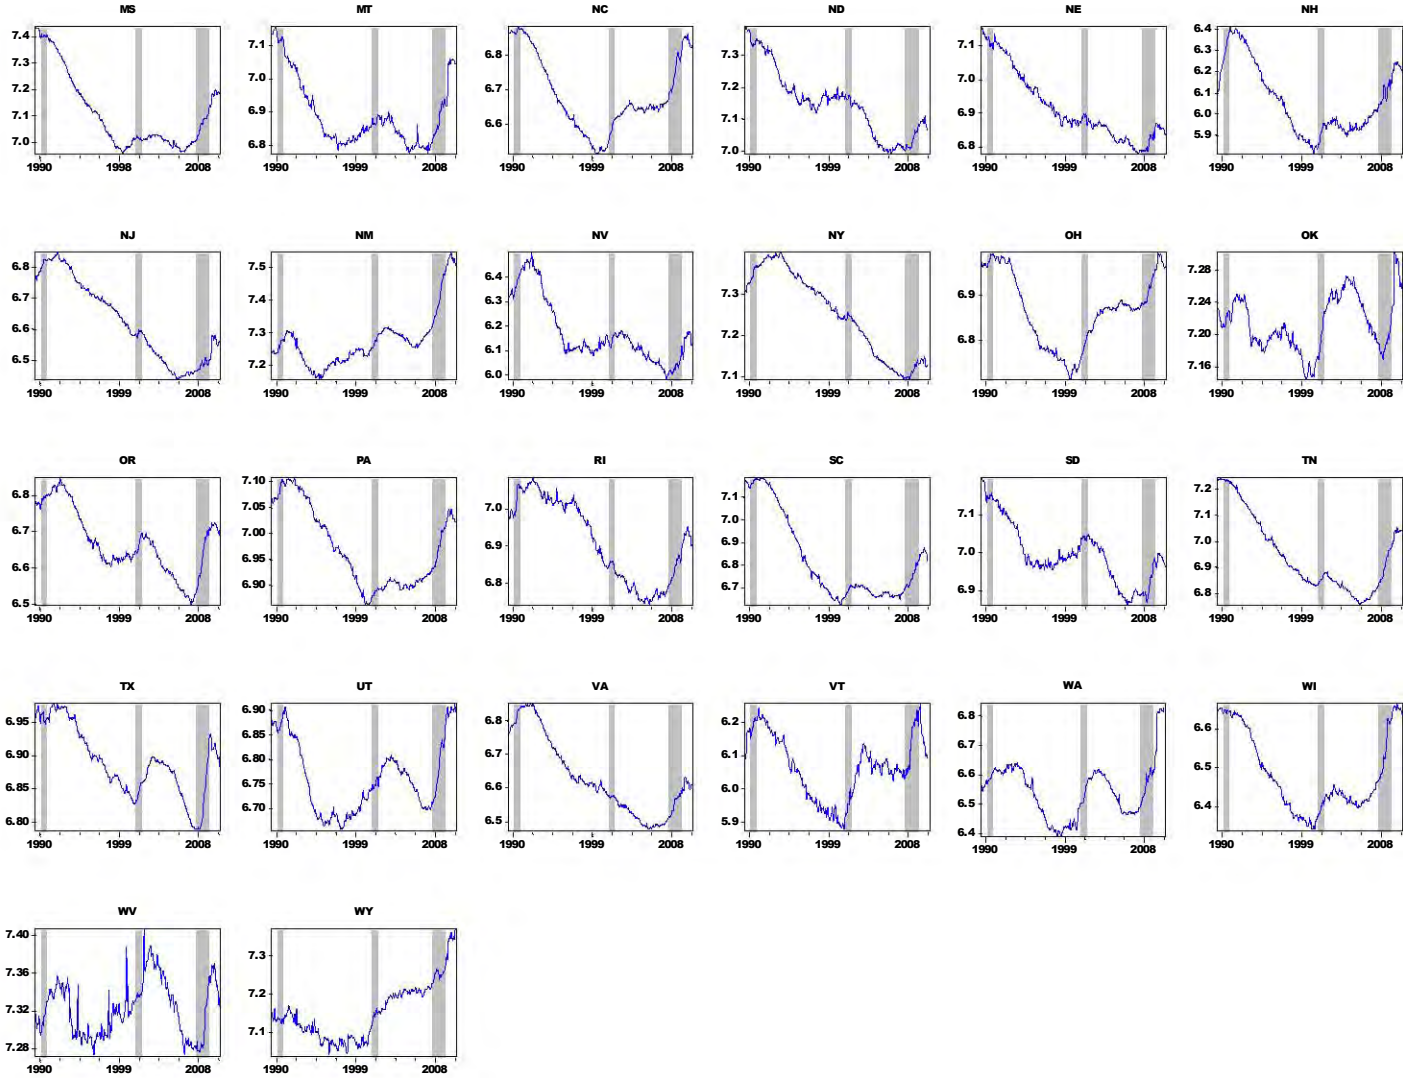 MS
7.4
7.3
7.2
7.1
7.0
1990 1998 2008
MT
7.1
7.0
6.9
6.8
1990 1999 2008
NC
6.8
6.6
1990 1999 2008
ND
7.3
7.2
7.1
7.0
1990 1999 2008
NE
7.1
7.0
6.9
6.8
1990 1999 2008
NH
6.4
6.3
6.2
6.1
6.0
5.9
1990 1999 2008
NJ
6.8
6.7
6.6
6.5
1990 1999 2008
NM
7.5
7.4
7.3
7.2
1990 1999 2008
NV
6.4
6.3
6.2
6.1
6.0
1990 1999 2008
NY
7.3
7.2
7.1
1990 1999 2008
OH
6.9
6.8
1990 1999 2008
OK
7.28
7.24
7.20
7.16
1990 1999 2008
OR
6.8
6.7
6.6
6.5
1990 1999 2008
PA
7.10
7.05
7.00
6.95
6.90
1990 1999 2008
RI
7.0
6.9
6.8
1990 1999 2008
SC
7.1
7.0
6.9
6.8
6.7
6.6
1990 1999 2008
SD
7.1
7.0
6.9
1990 1999 2008
TN
7.2
7.1
7.0
6.9
6.8
1990 1999 2008
TX
6.95
6.90
6.85
6.80
1990 1999 2008
UT
6.90
6.85
6.80
6.75
6.70
1990 1999 2008
VA
6.8
6.7
6.6
6.5
1990 1999 2008
VT
6.2
6.1
6.0
5.9
1990 1999 2008
WA
6.8
6.7
6.6
6.5
6.4
1990 1999 2008
WI
6.6
6.5
6.4
1990 1999 2008
WV
7.40
7.36
7.32
7.28
1990 1999 2008
WY
7.3
7.2
7.1
1990 1999 2008